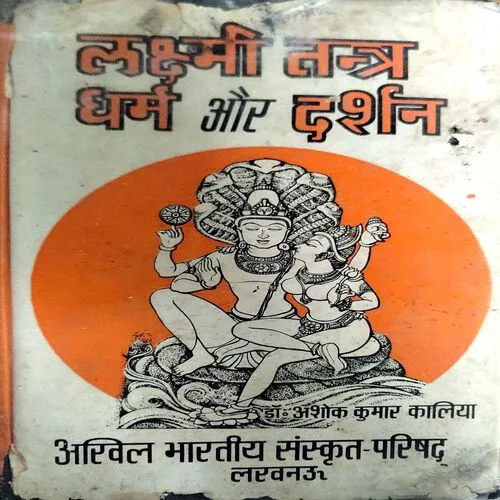 लक्ष्मी तन्त्र
धर्म और दर्शन
डा॰ अशोक कुमार कालिया
अखिल भारतीय संस्कृत-परिषद्
लखनऊ